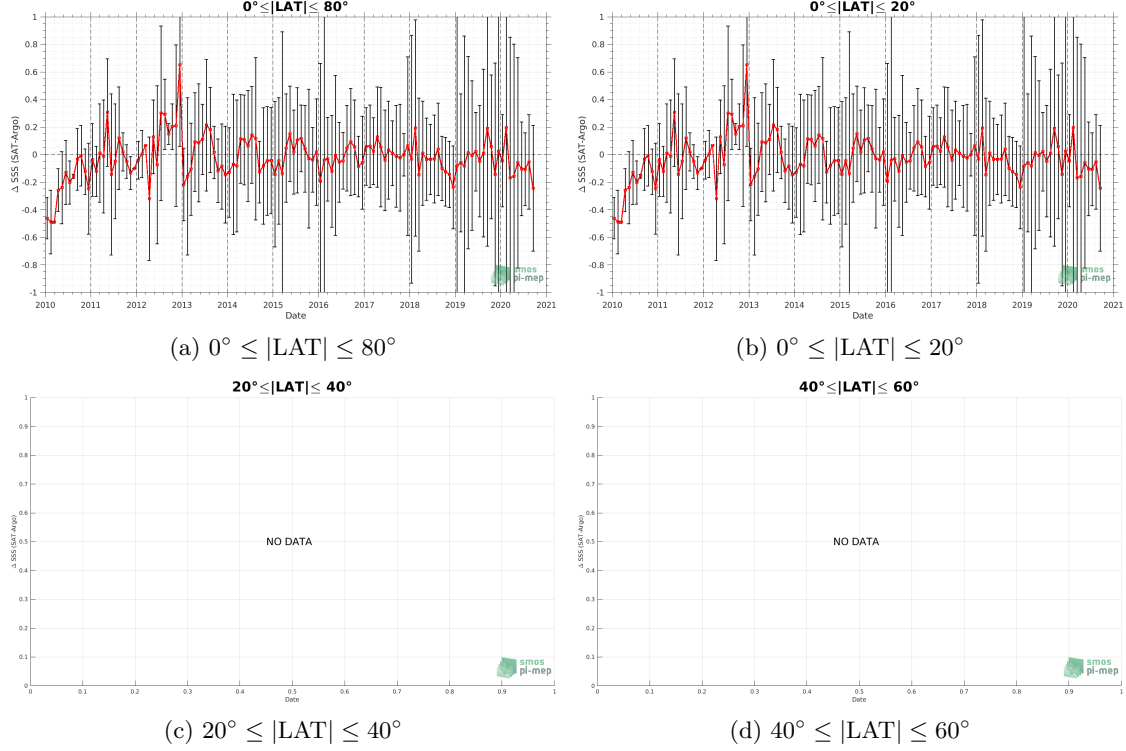 0°≤|LAT|≤ 80°
1
0.8
0.6
0.4
0.2
0
-0.2
-0.4
-0.6
-0.8
-1
Δ SSS (SAT-Argo)
2010 2011 2012 2013 2014 2015 2016 2017 2018 2019 2020 2021
Date
smos
pi-mep
(a) 0° ≤ |LAT| ≤ 80°
0°≤|LAT|≤ 20°
1
0.8
0.6
0.4
0.2
0
-0.2
-0.4
-0.6
-0.8
-1
Δ SSS (SAT-Argo)
2010 2011 2012 2013 2014 2015 2016 2017 2018 2019 2020 2021
Date
smos
pi-mep
(b) 0° ≤ |LAT| ≤ 20°
20°≤|LAT|≤ 40°
1
0.9
0.8
0.7
0.6
0.5
0.4
0.3
0.2
0.1
0
Δ SSS (SAT-Argo)
NO DATA
0 0.1 0.2 0.3 0.4 0.5 0.6 0.7 0.8 0.9 1
Date
smos
pi-mep
(c) 20° ≤ |LAT| ≤ 40°
40°≤|LAT|≤ 60°
1
0.9
0.8
0.7
0.6
0.5
0.4
0.3
0.2
0.1
0
Δ SSS (SAT-Argo)
NO DATA
0 0.1 0.2 0.3 0.4 0.5 0.6 0.7 0.8 0.9 1
Date
smos
pi-mep
(d) 40° ≤ |LAT| ≤ 60°